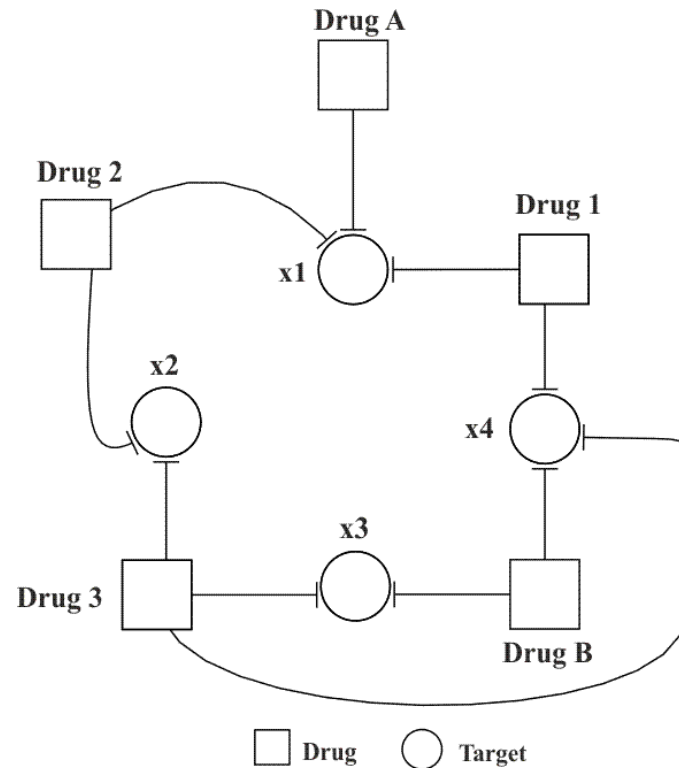 Drug A
Drug 2
Drug 1
x1
x2
x4
x3
Drug 3
Drug B
Drug
Target